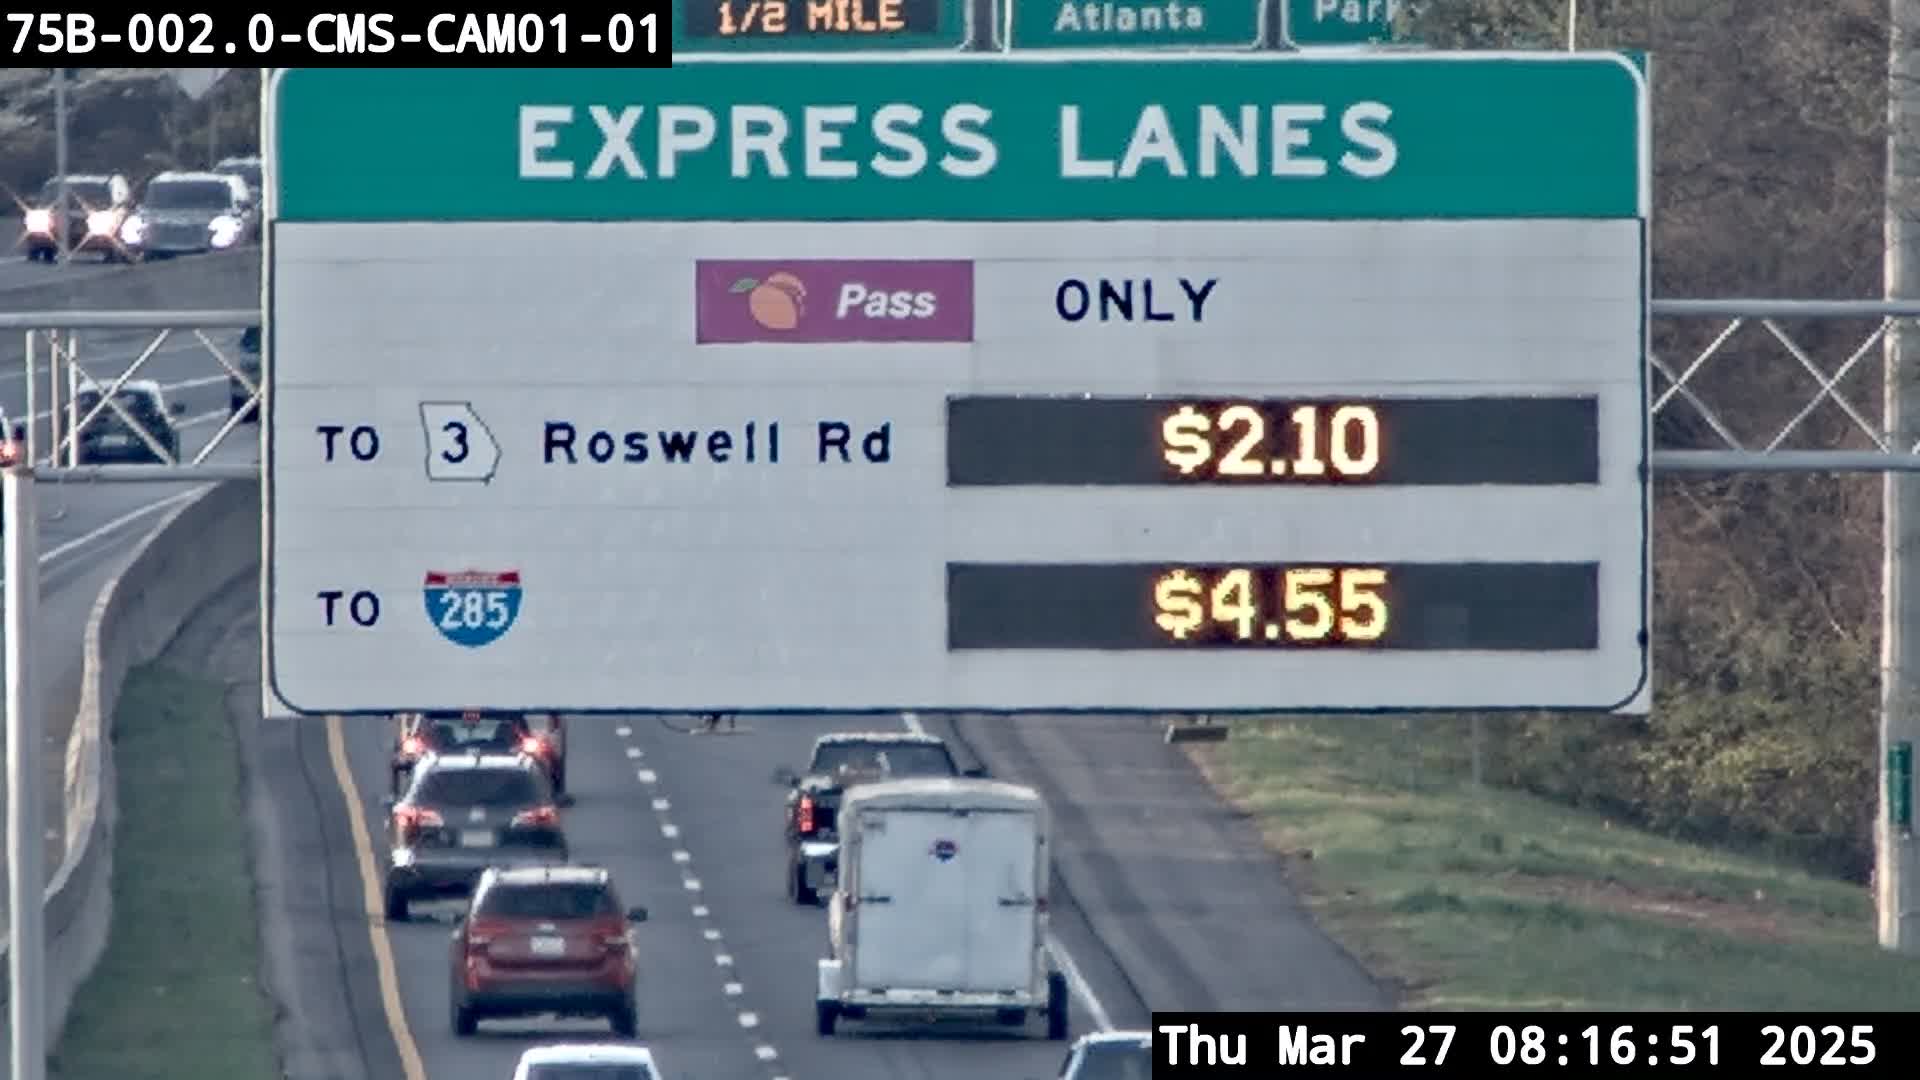 75B-002.0-CMS-CAM01-01
1/2 MILE
Atlanta
Park
EXPRESS LANES
Pass ONLY
TO 3 Roswell Rd $2.10
TO 285 $4.55
Thu Mar 27 08:16:51 2025